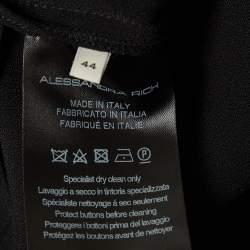 44
ALESSANDRA RICH
MADE IN ITALY
FABBRICATO IN ITALIA
FABRIQUÉ EN ITALIE
Specialist dry clean only
Lavaggio a secco in tintoria specializzata
Spécialiste nettoyage à sec seulement
Protect buttons before cleaning
Proteggere i bottoni prima del lavaggio
Protégez les boutons avant de nettoyer